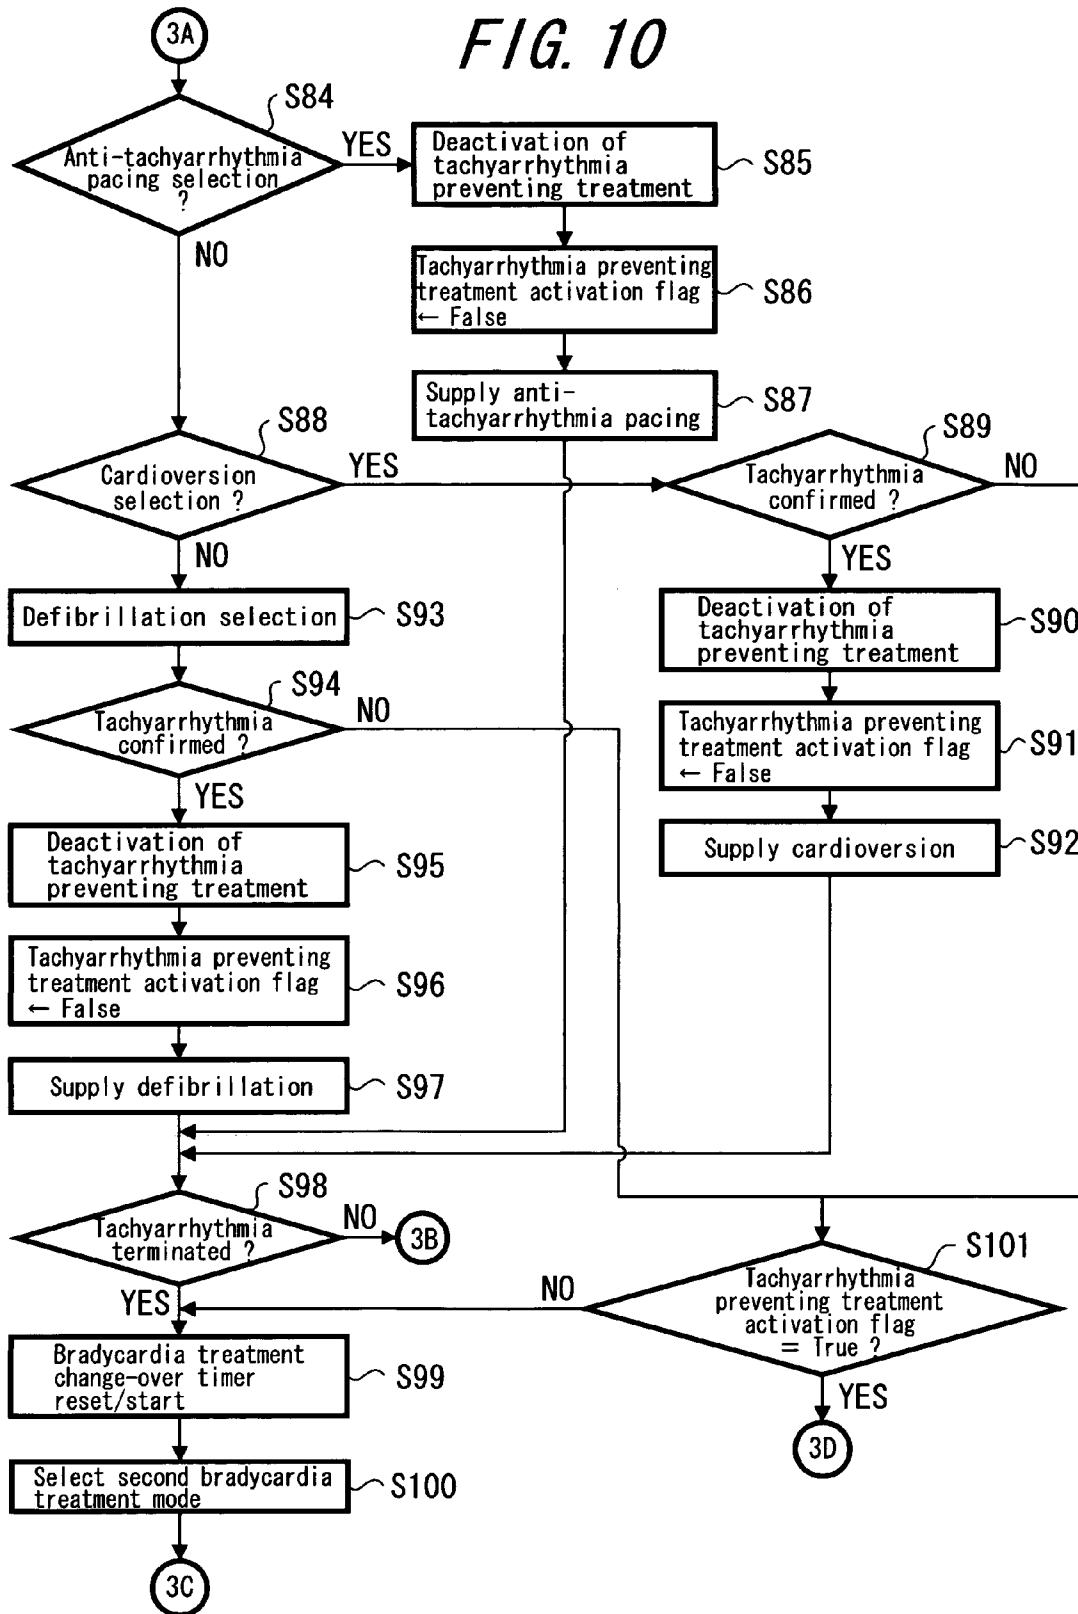 FIG. 10
3A
S84
Anti-tachyarrhythmia
pacing selection
?
YES
NO
Deactivation of
tachyarrhythmia
preventing treatment
S85
Tachyarrhythmia preventing
treatment activation flag
← False
S86
Supply anti-
tachyarrhythmia pacing
S87
S88
Cardioversion
selection ?
YES
NO
S89
Tachyarrhythmia
confirmed ?
NO
YES
Deactivation of
tachyarrhythmia
preventing treatment
S90
Tachyarrhythmia preventing
treatment activation flag
← False
S91
Supply cardioversion
S92
Defibrillation selection
S93
S94
Tachyarrhythmia
confirmed ?
NO
YES
Deactivation of
tachyarrhythmia
preventing treatment
S95
Tachyarrhythmia preventing
treatment activation flag
← False
S96
Supply defibrillation
S97
S98
Tachyarrhythmia
terminated ?
NO
3B
YES
S101
Tachyarrhythmia
preventing treatment
activation flag
= True ?
NO
YES
3D
Bradycardia treatment
change-over timer
reset/start
S99
Select second bradycardia
treatment mode
S100
3C